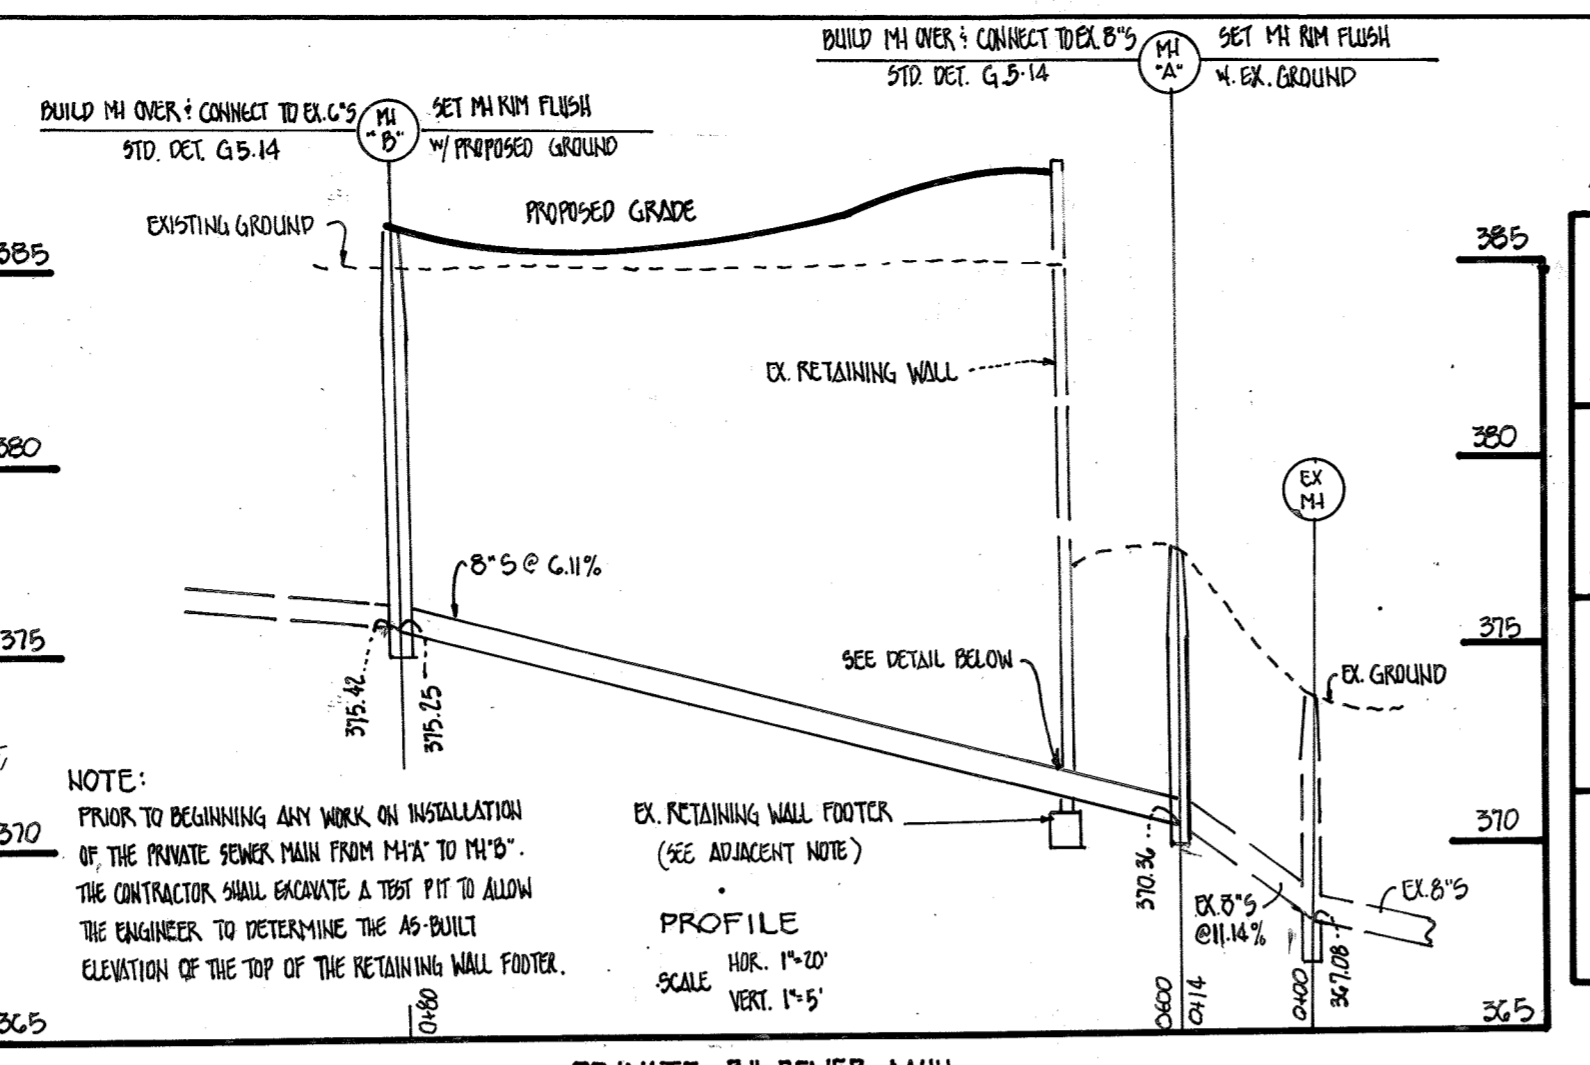 BUILD MH OVER & CONNECT TO EX. 8"S
STD. DET. G.5.14
MH
"A"
SET MH RIM FLUSH
W. EX. GROUND
BUILD MH OVER & CONNECT TO EX. 6"S
STD. DET. G5.14
MH
"B"
SET MH RIM FLUSH
W/ PROPOSED GROUND
EXISTING GROUND
PROPOSED GRADE
385
385
EX. RETAINING WALL
380
380
EX
MH
8"S @ 6.11%
375
375
SEE DETAIL BELOW
EX. GROUND
375.42
375.25
NOTE:
PRIOR TO BEGINNING ANY WORK ON INSTALLATION
OF THE PRIVATE SEWER MAIN FROM MH"A" TO MH"B".
THE CONTRACTOR SHALL EXCAVATE A TEST PIT TO ALLOW
THE ENGINEER TO DETERMINE THE AS-BUILT
ELEVATION OF THE TOP OF THE RETAINING WALL FOOTER.
370
370
EX. RETAINING WALL FOOTER
(SEE ADJACENT NOTE)
370.36
EX. 8"S
@11.14%
EX. 8"S
367.08
PROFILE
SCALE
HOR. 1"=20'
VERT. 1"=5'
0+80
0+00
0+14
0+00
365
365